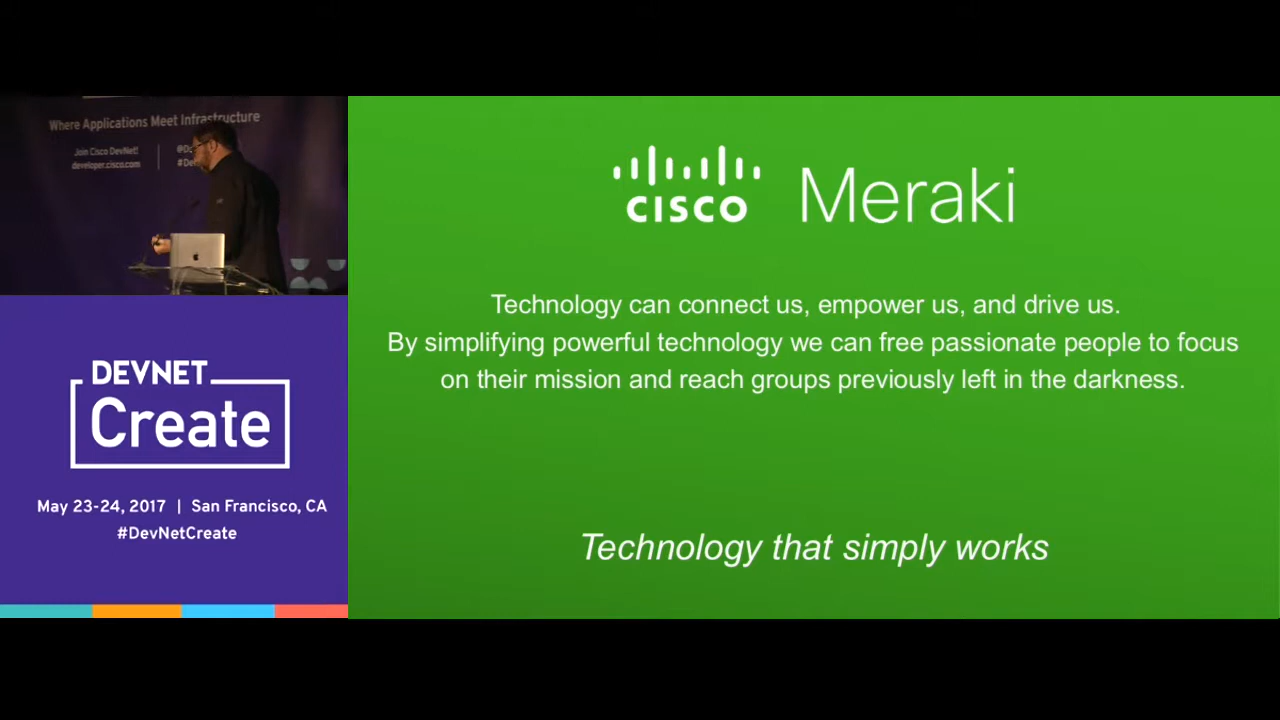 Where Applications Meet Infrastructure
Join Cisco DevNet!
developer.cisco.com
DEVNET
Create
May 23-24, 2017 | San Francisco, CA
#DevNetCreate
CISCO Meraki
Technology can connect us, empower us, and drive us.
By simplifying powerful technology we can free passionate people to focus
on their mission and reach groups previously left in the darkness.
Technology that simply works